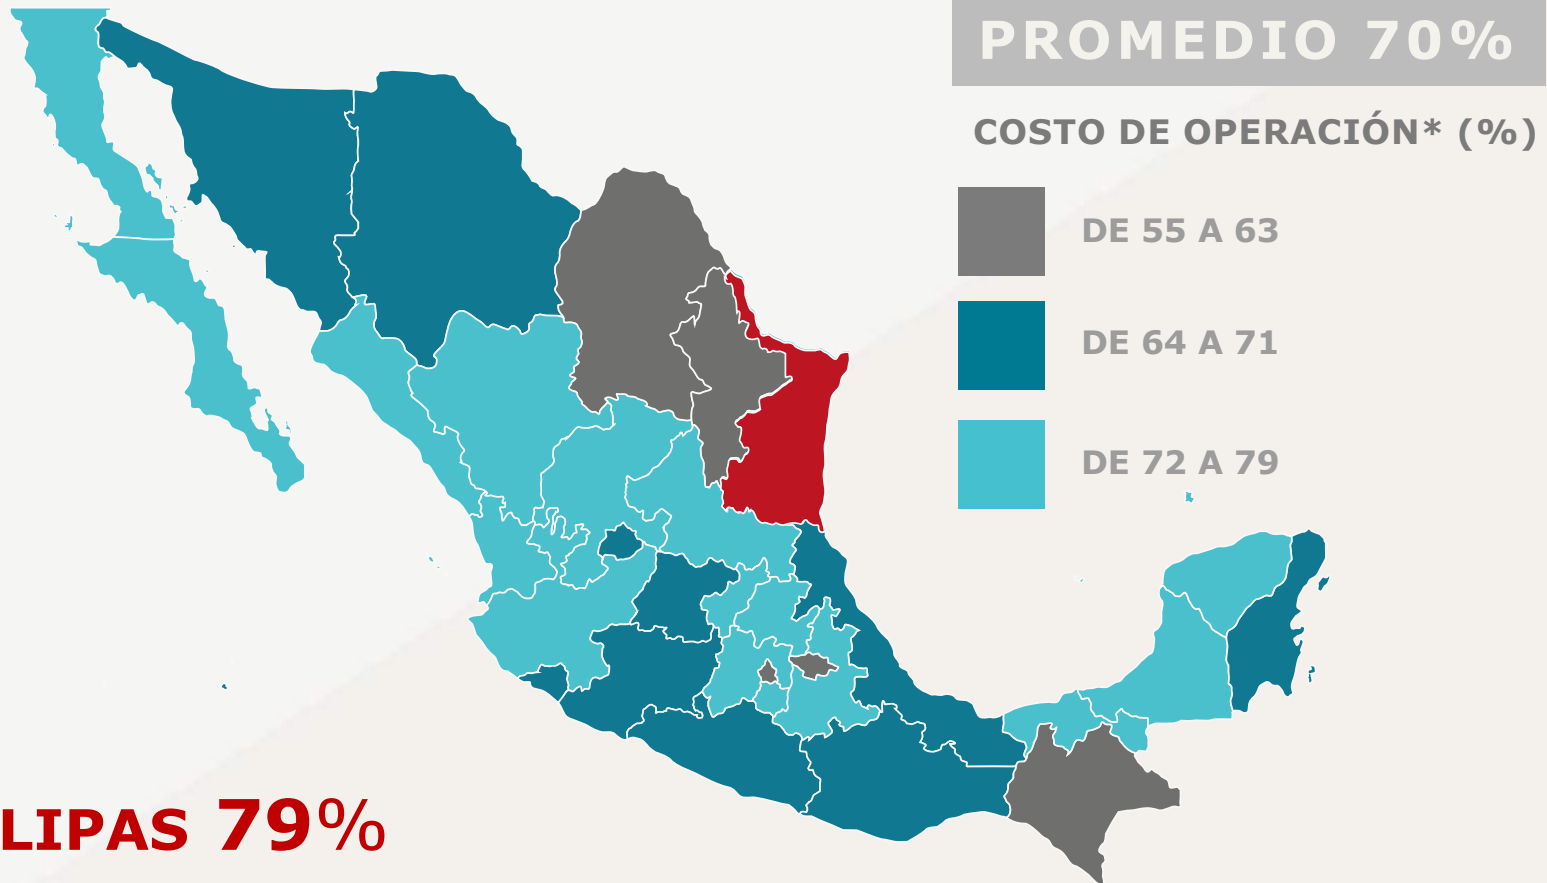 PROMEDIO 70%
COSTO DE OPERACIÓN* (%)
DE 55 A 63
DE 64 A 71
DE 72 A 79
LIPAS 79%